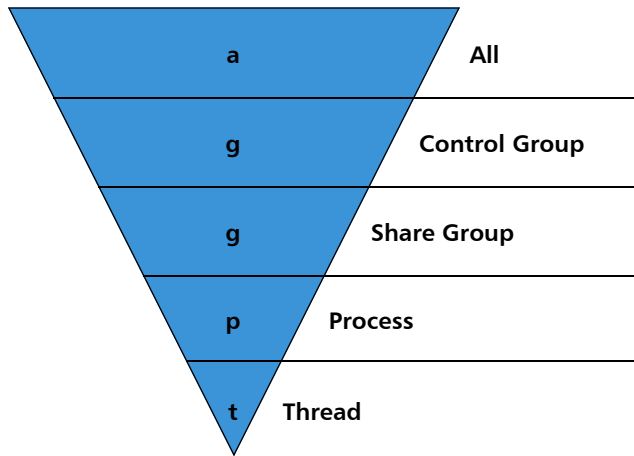 a All
g Control Group
g Share Group
p Process
t Thread